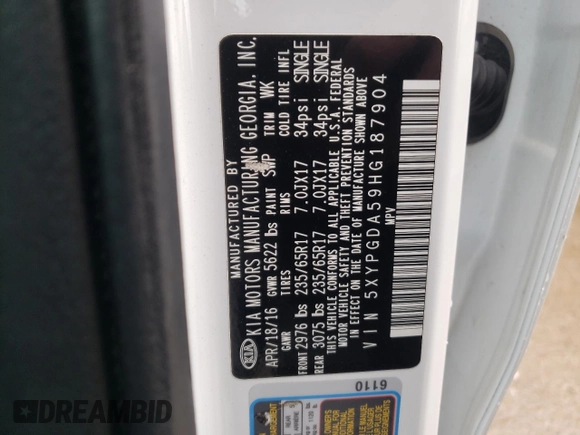 MANUFACTURED BY
KIA KIA MOTORS MANUFACTURING GEORGIA, INC.
APR/18/16 GVWR 5622 lbs PAINT SWP TRIM WK
GAWR TIRES RIMS COLD TIRE INFL
FRONT 2976 lbs 235/65R17 7.0JX17 34psi SINGLE
REAR 3075 lbs 235/65R17 7.0JX17 34psi SINGLE
THIS VEHICLE CONFORMS TO ALL APPLICABLE U.S.A. FEDERAL
MOTOR VEHICLE SAFETY AND THEFT PREVENTION STANDARDS
IN EFFECT ON THE DATE OF MANUFACTURE SHOWN ABOVE
VIN 5XYPGDA59HG187904
MPV
6110
DREAMBID